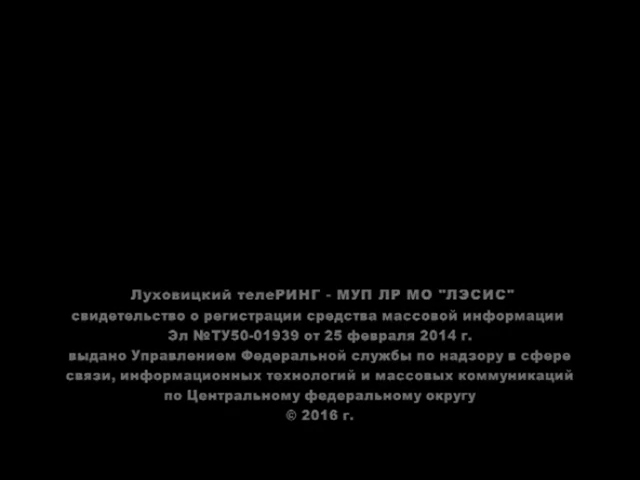 Луховицкий телеРИНГ - МУП ЛР МО "ЛЭСИС"
свидетельство о регистрации средства массовой информации
Эл №ТУ50-01939 от 25 февраля 2014 г.
выдано Управлением Федеральной службы по надзору в сфере
связи, информационных технологий и массовых коммуникаций
по Центральному федеральному округу
© 2016 г.